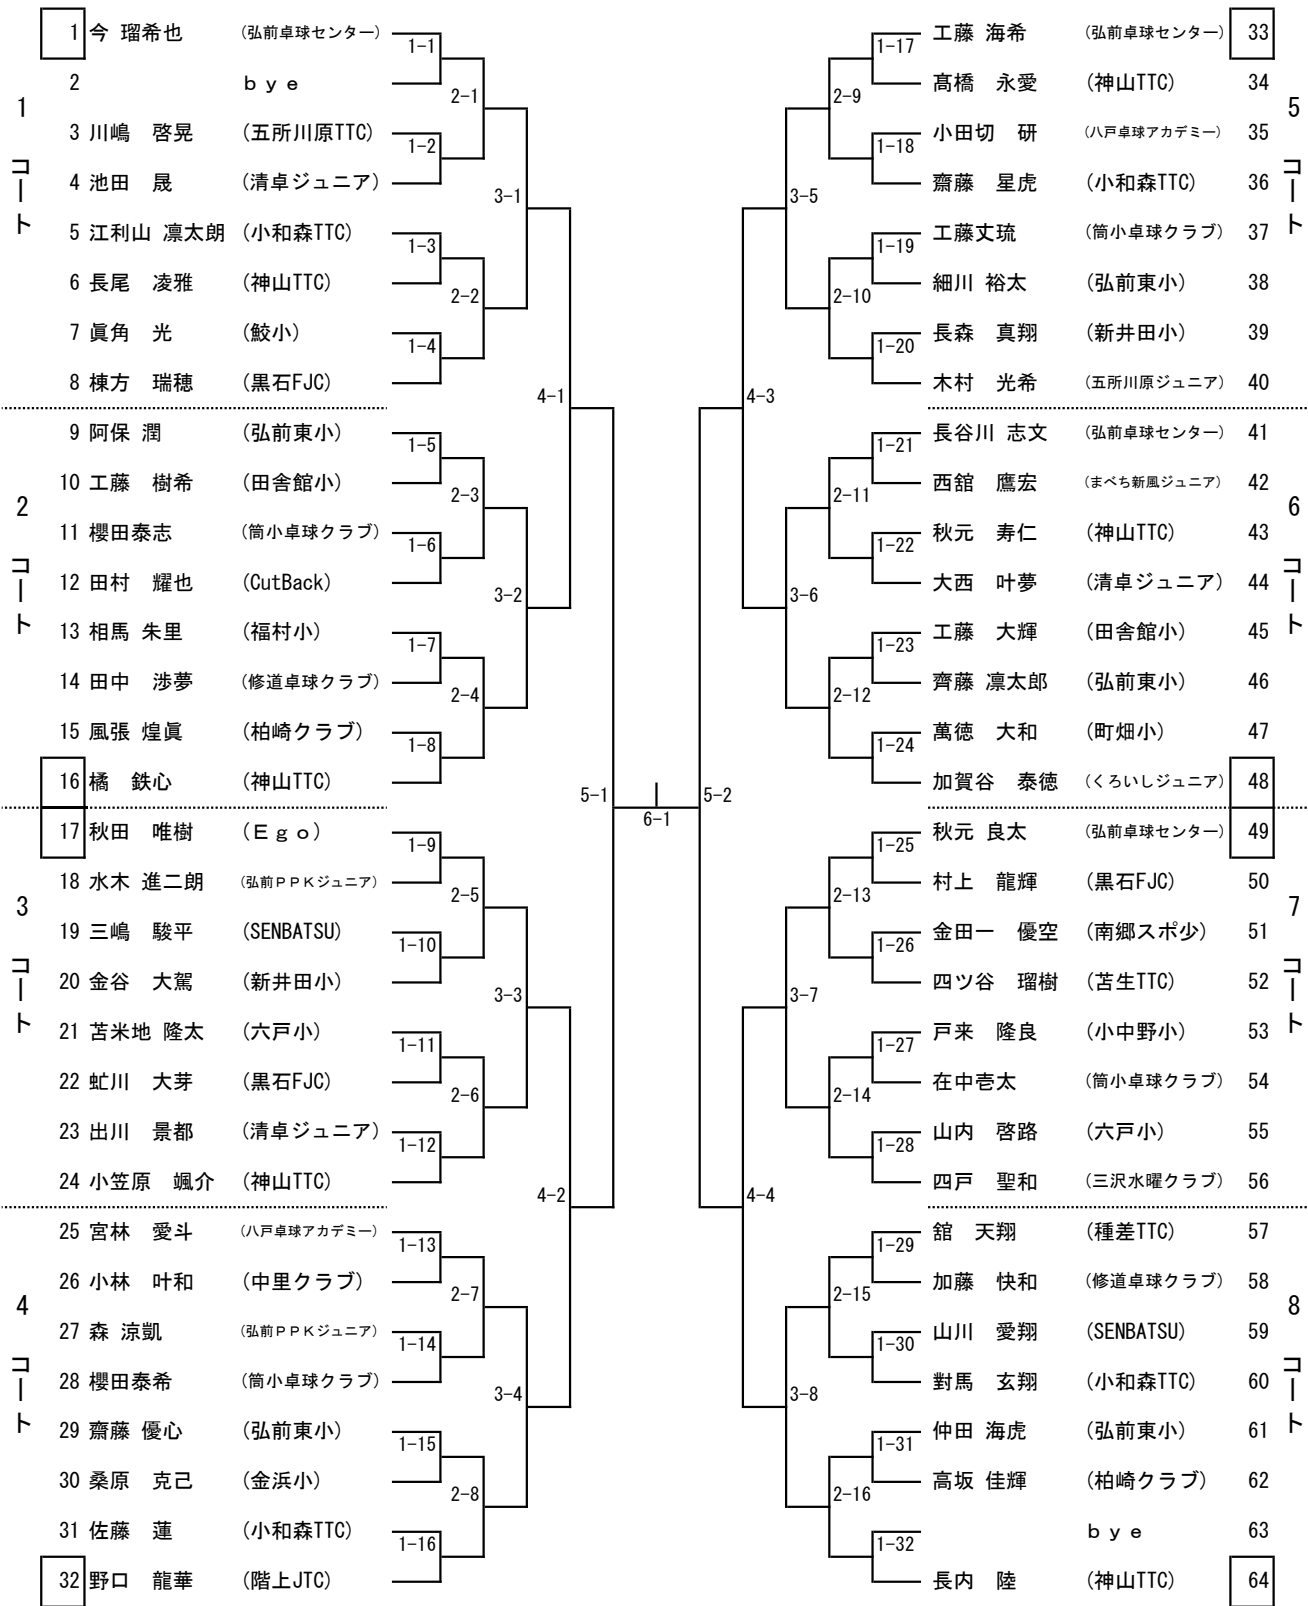 1 今 瑠希也 (弘前卓球センター)
2 ｂｙｅ
3 川嶋 啓晃 (五所川原TTC)
4 池田 晟 (清卓ジュニア)
5 江利山 凛太朗 (小和森TTC)
6 長尾 凌雅 (神山TTC)
7 眞角 光 (鮫小)
8 棟方 瑞穂 (黒石FJC)
1コート
1-1
1-2
1-3
1-4
2-1
2-2
3-1
9 阿保 潤 (弘前東小)
10 工藤 樹希 (田舎館小)
11 櫻田泰志 (筒小卓球クラブ)
12 田村 耀也 (CutBack)
13 相馬 朱里 (福村小)
14 田中 渉夢 (修道卓球クラブ)
15 風張 煌眞 (柏崎クラブ)
16 橘 鉄心 (神山TTC)
2コート
1-5
1-6
1-7
1-8
2-3
2-4
3-2
4-1
17 秋田 唯樹 (Ｅｇｏ)
18 水木 進二朗 (弘前ＰＰＫジュニア)
19 三嶋 駿平 (SENBATSU)
20 金谷 大駕 (新井田小)
21 苫米地 隆太 (六戸小)
22 虻川 大芽 (黒石FJC)
23 出川 景都 (清卓ジュニア)
24 小笠原 颯介 (神山TTC)
3コート
1-9
1-10
1-11
1-12
2-5
2-6
3-3
25 宮林 愛斗 (八戸卓球アカデミー)
26 小林 叶和 (中里クラブ)
27 森 涼凱 (弘前ＰＰＫジュニア)
28 櫻田泰希 (筒小卓球クラブ)
29 齋藤 優心 (弘前東小)
30 桑原 克己 (金浜小)
31 佐藤 蓮 (小和森TTC)
32 野口 龍華 (階上JTC)
4コート
1-13
1-14
1-15
1-16
2-7
2-8
3-4
4-2
5-1
6-1
5-2
工藤 海希 (弘前卓球センター) 33
髙橋 永愛 (神山TTC) 34
小田切 研 (八戸卓球アカデミー) 35
齋藤 星虎 (小和森TTC) 36
工藤丈琉 (筒小卓球クラブ) 37
細川 裕太 (弘前東小) 38
長森 真翔 (新井田小) 39
木村 光希 (五所川原ジュニア) 40
5コート
1-17
1-18
1-19
1-20
2-9
2-10
3-5
長谷川 志文 (弘前卓球センター) 41
西舘 鷹宏 (まべち新風ジュニア) 42
秋元 寿仁 (神山TTC) 43
大西 叶夢 (清卓ジュニア) 44
工藤 大輝 (田舎館小) 45
齊藤 凛太郎 (弘前東小) 46
萬徳 大和 (町畑小) 47
加賀谷 泰徳 (くろいしジュニア) 48
6コート
1-21
1-22
1-23
1-24
2-11
2-12
3-6
4-3
秋元 良太 (弘前卓球センター) 49
村上 龍輝 (黒石FJC) 50
金田一 優空 (南郷スポ少) 51
四ツ谷 瑠樹 (苫生TTC) 52
戸来 隆良 (小中野小) 53
在中壱太 (筒小卓球クラブ) 54
山内 啓路 (六戸小) 55
四戸 聖和 (三沢水曜クラブ) 56
7コート
1-25
1-26
1-27
1-28
2-13
2-14
3-7
舘 天翔 (種差TTC) 57
加藤 快和 (修道卓球クラブ) 58
山川 愛翔 (SENBATSU) 59
對馬 玄翔 (小和森TTC) 60
仲田 海虎 (弘前東小) 61
高坂 佳輝 (柏崎クラブ) 62
ｂｙｅ 63
長内 陸 (神山TTC) 64
8コート
1-29
1-30
1-31
1-32
2-15
2-16
3-8
4-4